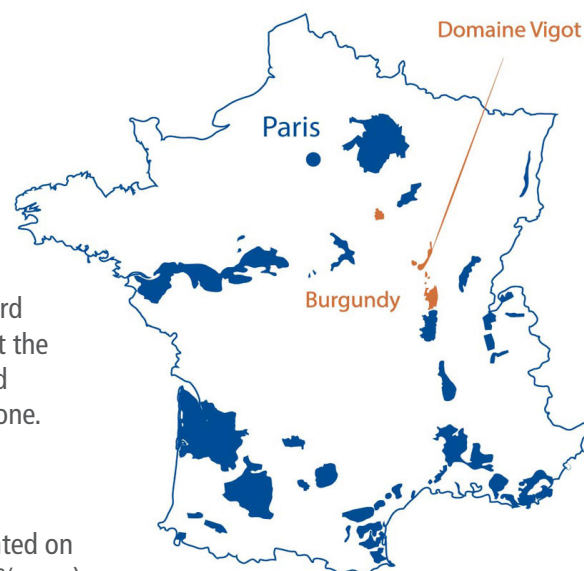 Domaine Vigot
Paris
Burgundy
rd
t the
d
one.
ted on